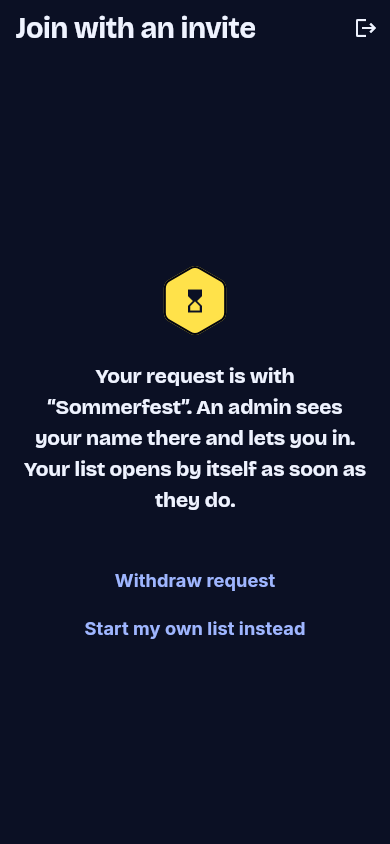 Join with an invite
Your request is with
“Sommerfest”. An admin sees
your name there and lets you in.
Your list opens by itself as soon as
they do.
Withdraw request
Start my own list instead